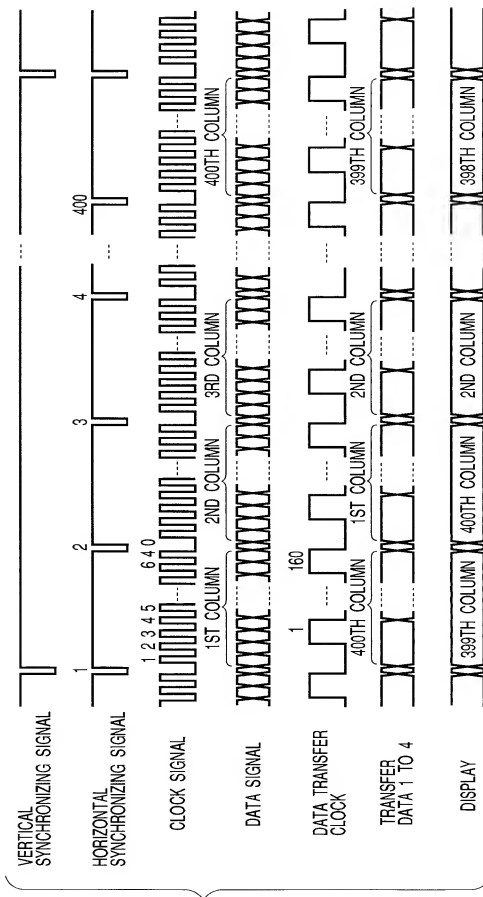 VERTICAL
SYNCHRONIZING SIGNAL
1 2 3 4 400
HORIZONTAL
SYNCHRONIZING SIGNAL
1 2 3 4 5 6 4 0
CLOCK SIGNAL
1ST COLUMN 2ND COLUMN 3RD COLUMN 400TH COLUMN
DATA SIGNAL
1 160
DATA TRANSFER
CLOCK
400TH COLUMN 1ST COLUMN 2ND COLUMN 399TH COLUMN
TRANSFER
DATA 1 TO 4
DISPLAY
399TH COLUMN 400TH COLUMN 2ND COLUMN 398TH COLUMN